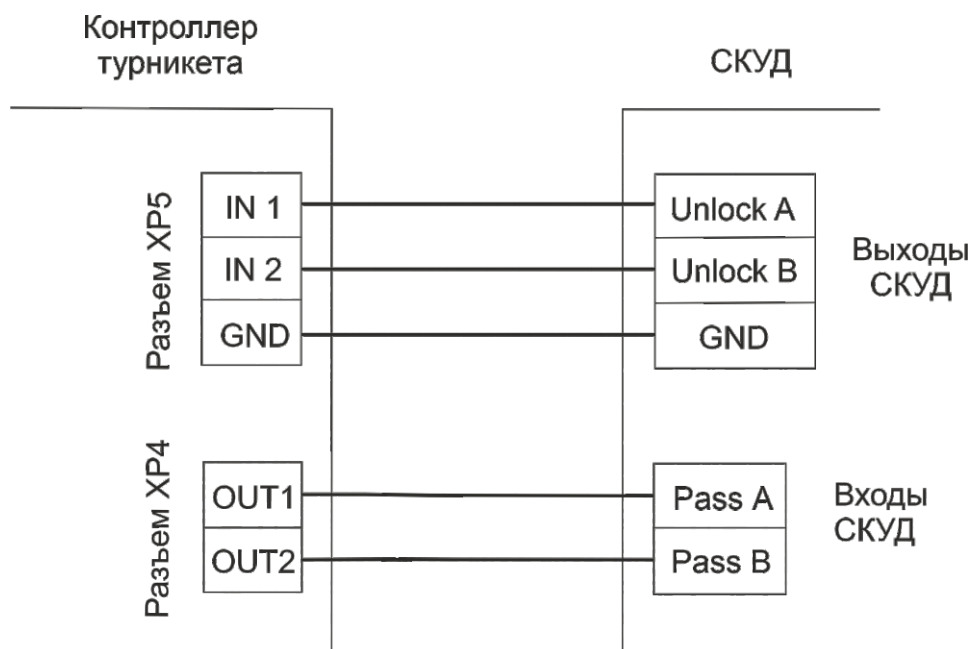 Контроллер
турникета
СКУД
Разъем XP5
IN 1
IN 2
GND
Unlock A
Unlock B
GND
Выходы
СКУД
Разъем XP4
OUT1
OUT2
Pass A
Pass B
Входы
СКУД